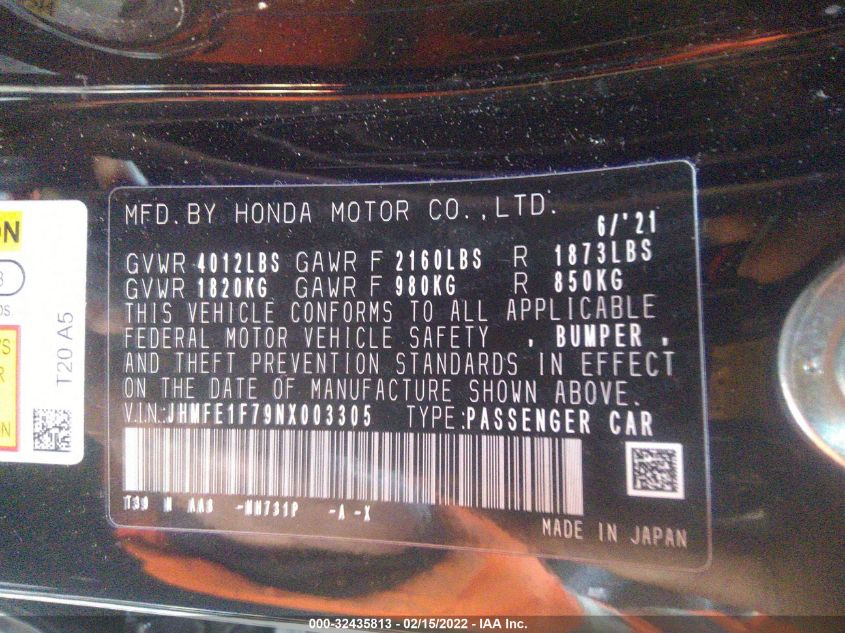 MFD. BY HONDA MOTOR CO., LTD. 6/'21
GVWR 4012LBS GAWR F 2160LBS R 1873LBS
GVWR 1820KG GAWR F 980KG R 850KG
THIS VEHICLE CONFORMS TO ALL APPLICABLE
FEDERAL MOTOR VEHICLE SAFETY , BUMPER ,
AND THEFT PREVENTION STANDARDS IN EFFECT
ON THE DATE OF MANUFACTURE SHOWN ABOVE.
VIN.:JHMFE1F79NX003305 TYPE:PASSENGER CAR
-NH731P -A -X
MADE IN JAPAN
T20 A5
000-32435813 - 02/15/2022 - IAA Inc.